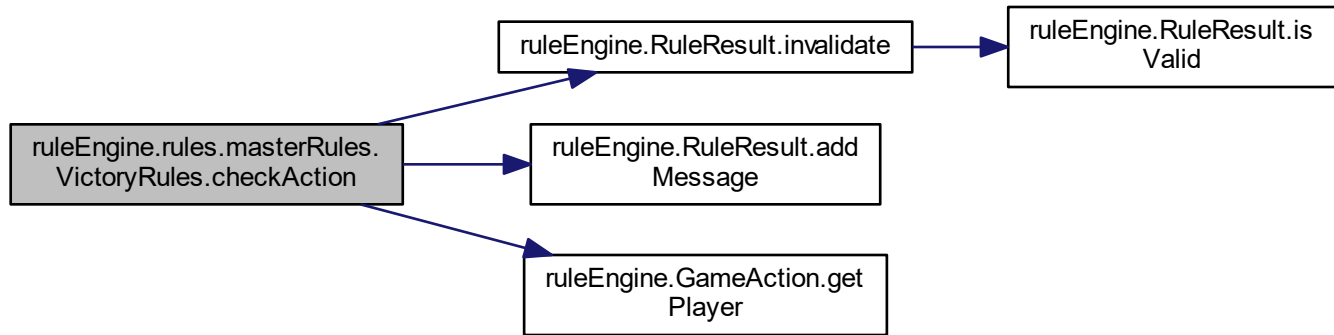 ruleEngine.rules.masterRules.
VictoryRules.checkAction
ruleEngine.RuleResult.invalidate
ruleEngine.RuleResult.is
Valid
ruleEngine.RuleResult.add
Message
ruleEngine.GameAction.get
Player